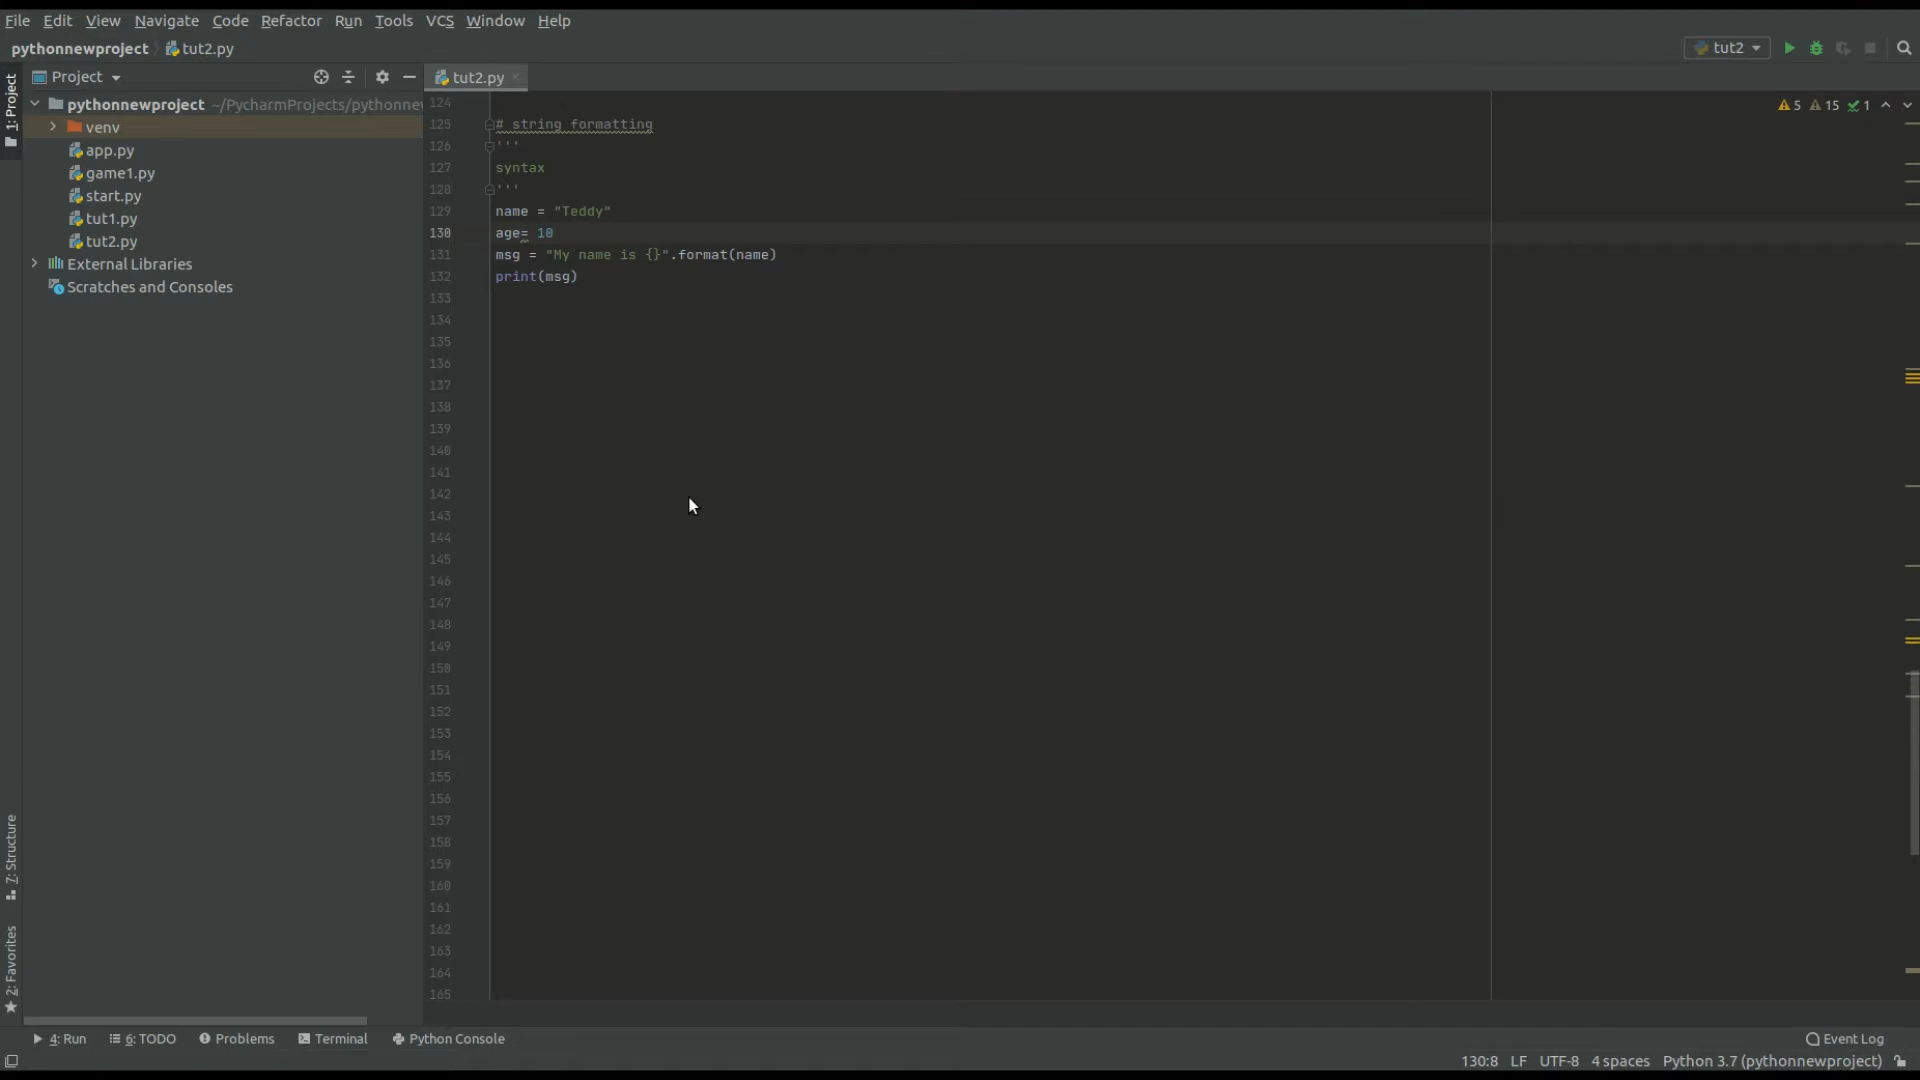 File Edit View Navigate Code Refactor Run Tools VCS Window Help
pythonnewproject tut2.py tut2
Project tut2.py
1: Project
pythonnewproject ~/PycharmProjects/pythonne
venv
app.py
game1.py
start.py
tut1.py
tut2.py
External Libraries
Scratches and Consoles
5 15 1
124
125 # string formatting
126 '''
127 syntax
128 '''
129 name = "Teddy"
130 age= 10
131 msg = "My name is {}".format(name)
132 print(msg)
133
134
135
136
137
138
139
140
141
142
143
144
145
146
147
148
149
150
151
152
153
154
155
156
157
158
159
160
161
162
163
164
165
7: Structure
2: Favorites
4: Run 6: TODO Problems Terminal Python Console Event Log
130:8 LF UTF-8 4 spaces Python 3.7 (pythonnewproject)